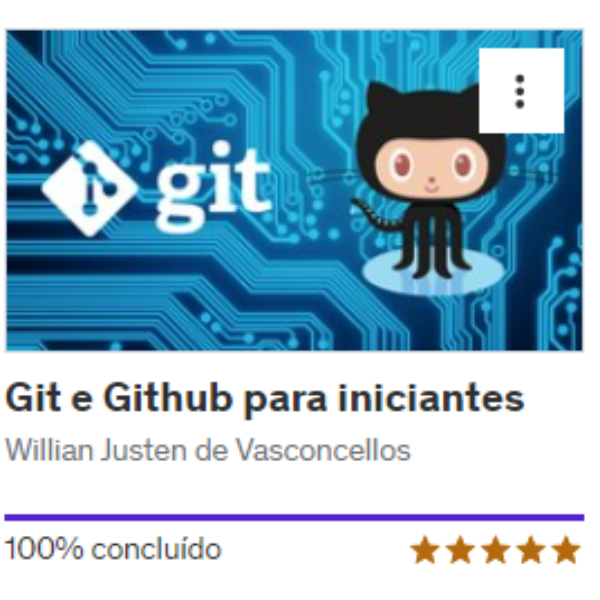 git
Git e Github para iniciantes
Willian Justen de Vasconcellos
100% concluído